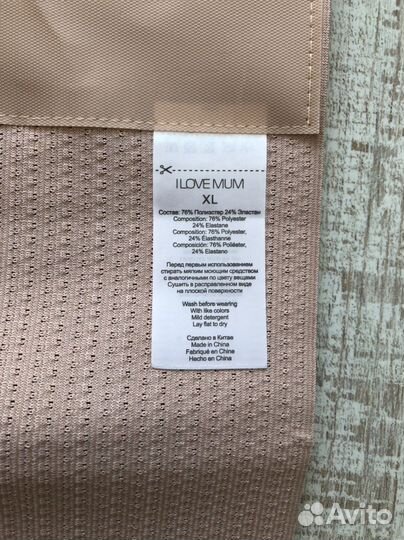 I LOVE MUM
XL
Состав: 76% Полиэстер 24% Эластан
Composition: 76% Polyester
24% Elastane
Composition: 76% Polyester,
24% Élasthanne
Composición: 76% Poliéster,
24% Elastano
Перед первым использованием
стирать мягким моющим средством
с аналогичными по цвету вещами
Сушить в расправленном виде
на плоской поверхности
Wash before wearing
With like colors
Mild detergent
Lay flat to dry
Сделано в Китае
Made in China
Fabriqué en China
Hecho en China
Avito